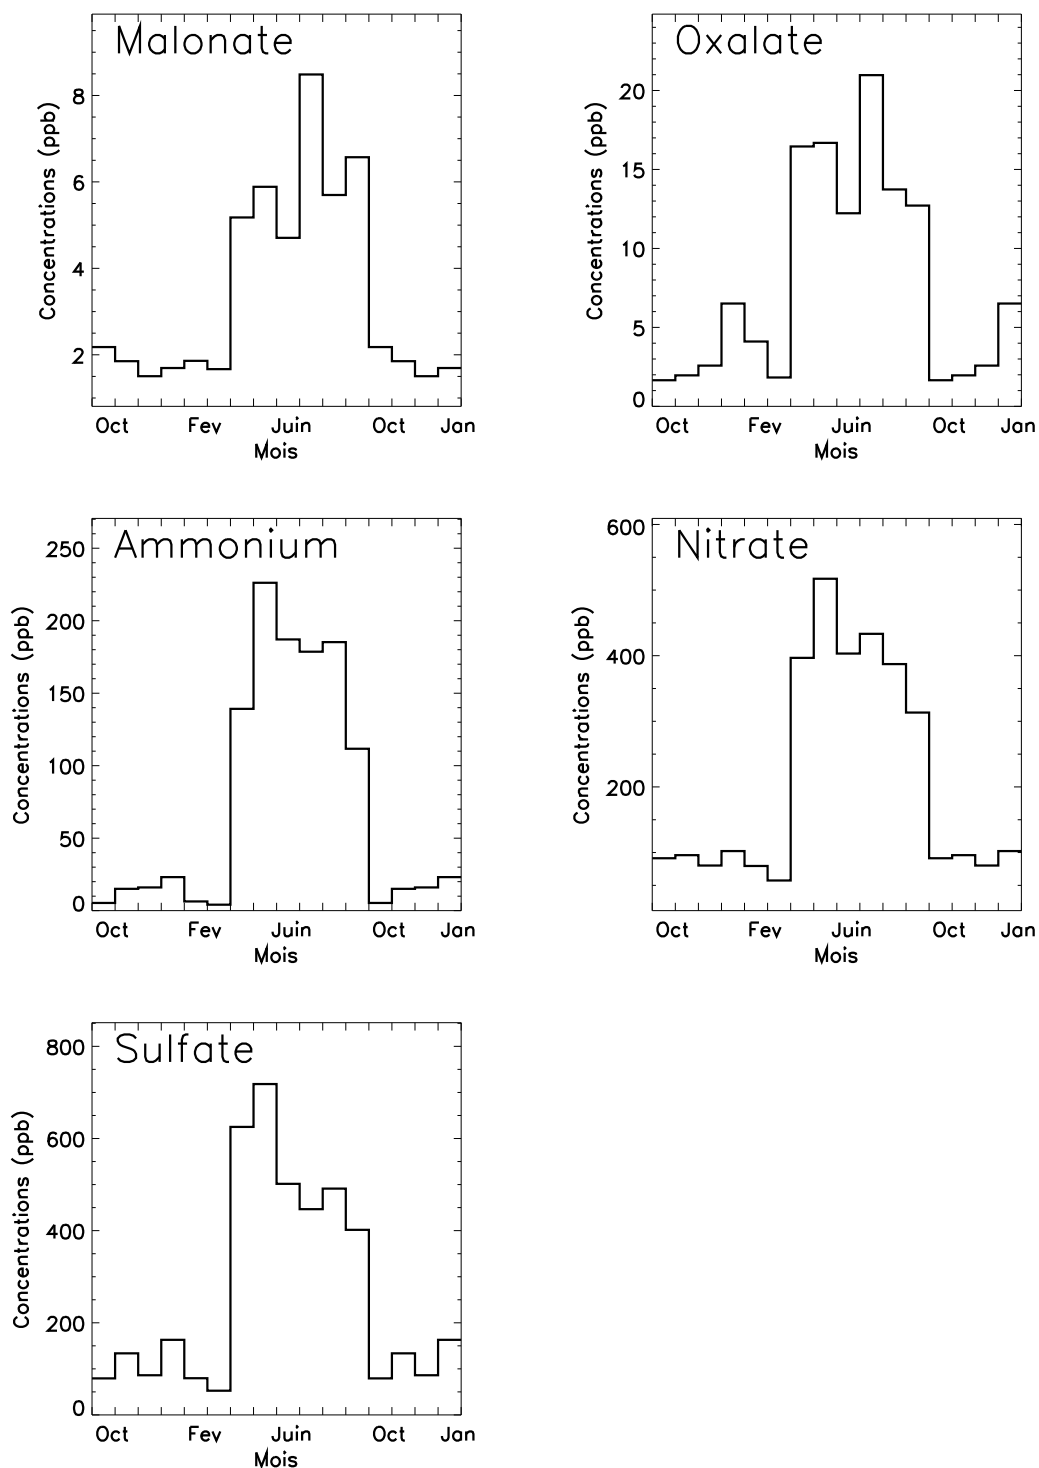 Malonate
Concentrations (ppb)
8
6
4
2
Oct Fev Juin Oct Jan
Mois
Oxalate
Concentrations (ppb)
20
15
10
5
0
Oct Fev Juin Oct Jan
Mois
Ammonium
Concentrations (ppb)
250
200
150
100
50
0
Oct Fev Juin Oct Jan
Mois
Nitrate
Concentrations (ppb)
600
400
200
Oct Fev Juin Oct Jan
Mois
Sulfate
Concentrations (ppb)
800
600
400
200
0
Oct Fev Juin Oct Jan
Mois